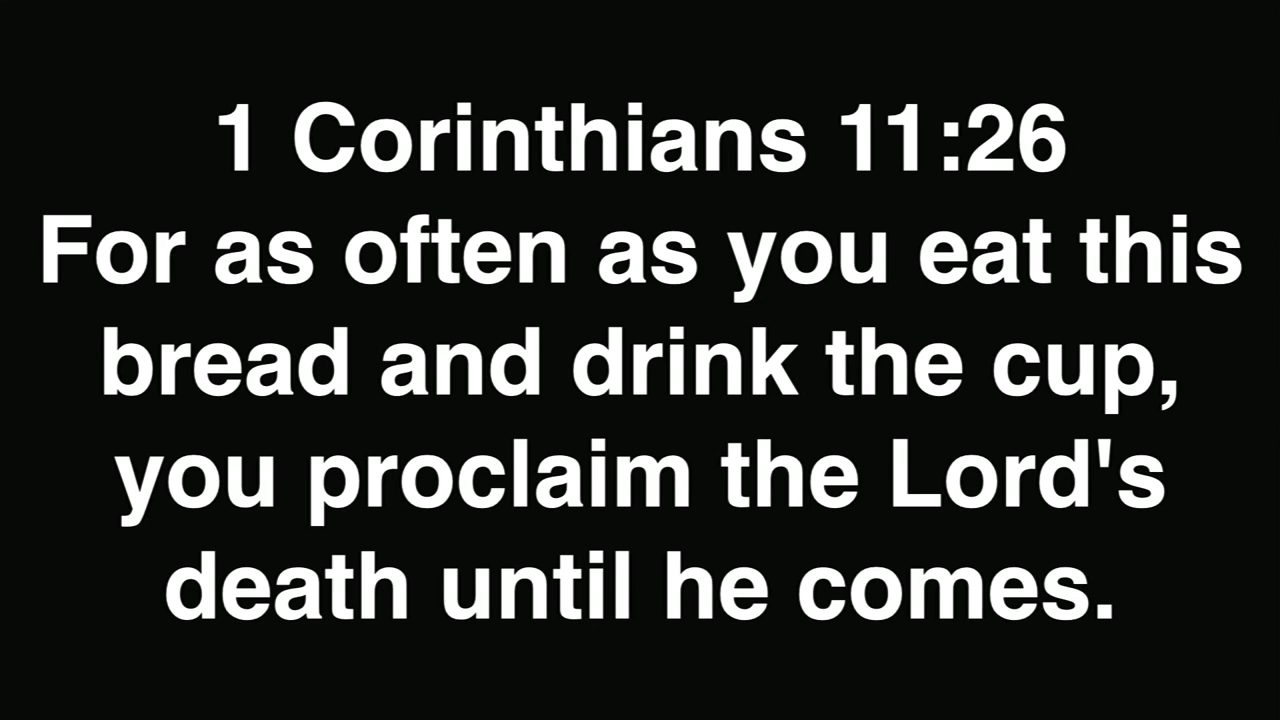 1 Corinthians 11:26
For as often as you eat this
bread and drink the cup,
you proclaim the Lord's
death until he comes.